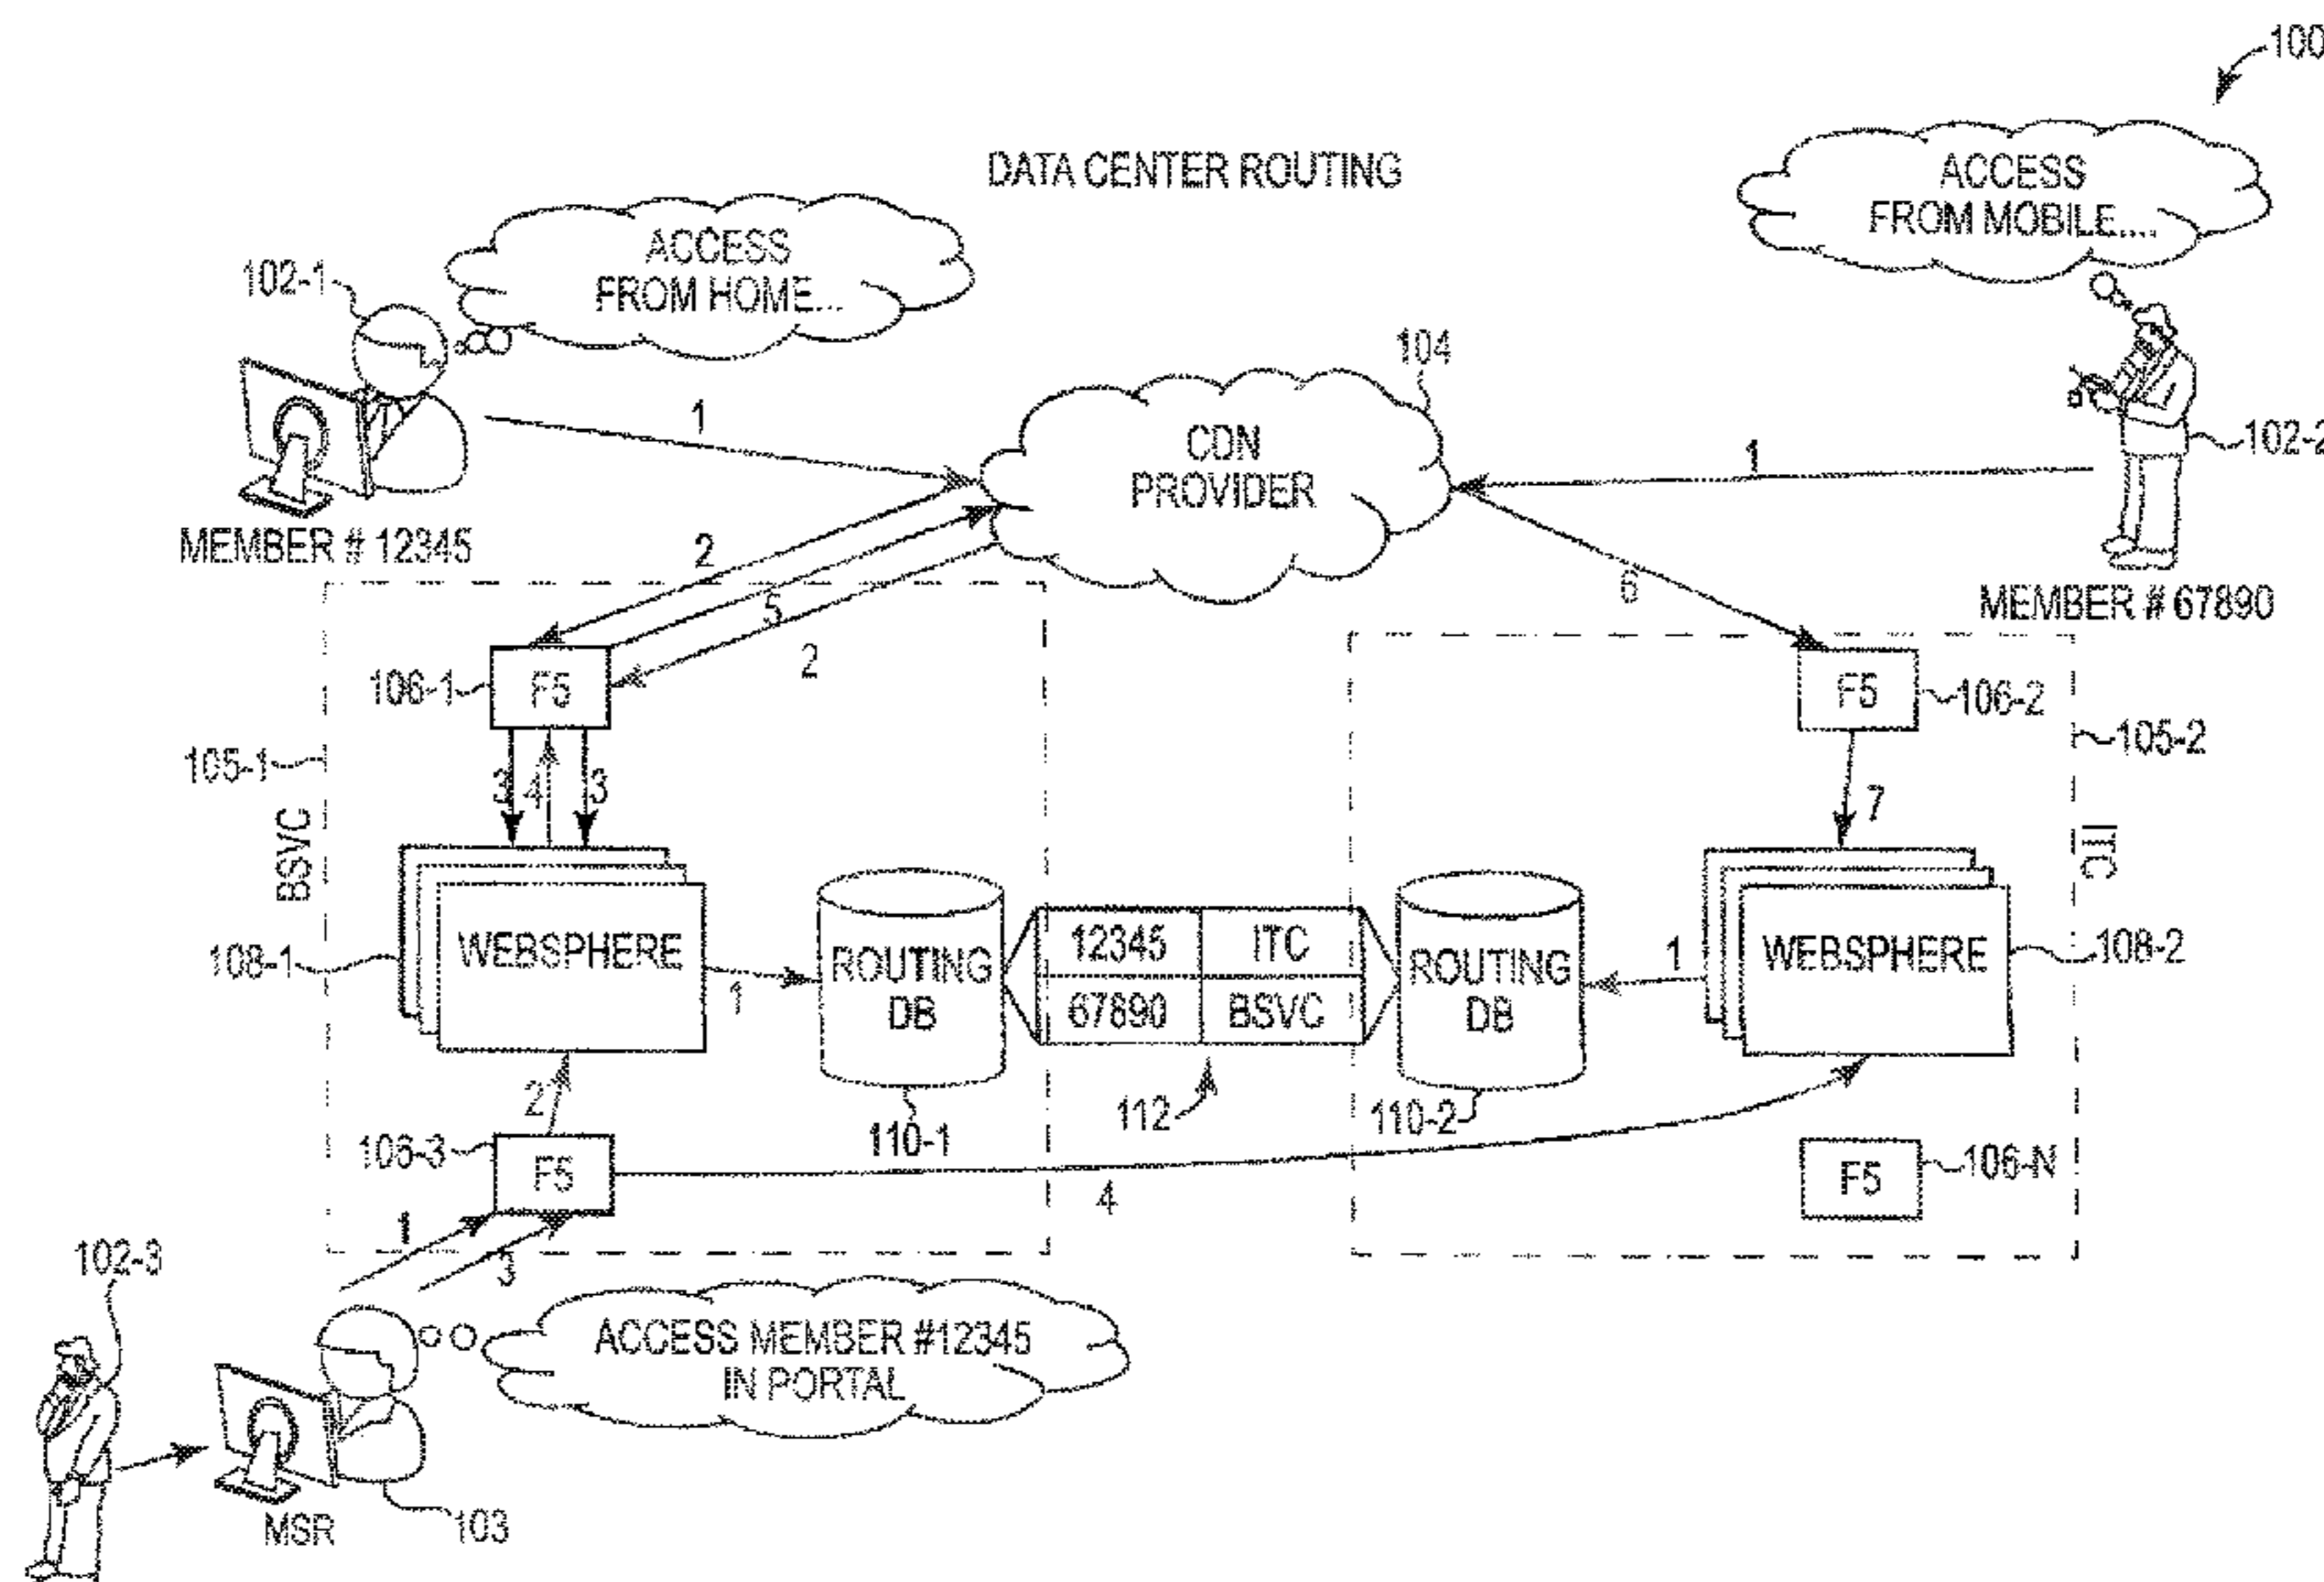 100
DATA CENTER ROUTING
ACCESS
FROM HOME...
ACCESS
FROM MOBILE...
102-1
104
1
CDN
PROVIDER
1
102-2
MEMBER # 12345
MEMBER # 67890
2
5
2
6
106-1
F5
F5
106-2
105-1
105-2
3
4
3
7
BSVC
ITC
108-1
WEBSPHERE
1
ROUTING
DB
12345
ITC
67890
BSVC
ROUTING
DB
1
WEBSPHERE
108-2
2
110-1
112
110-2
106-3
F5
4
F5
106-N
1
3
102-3
ACCESS MEMBER #12345
IN PORTAL
MSR
103